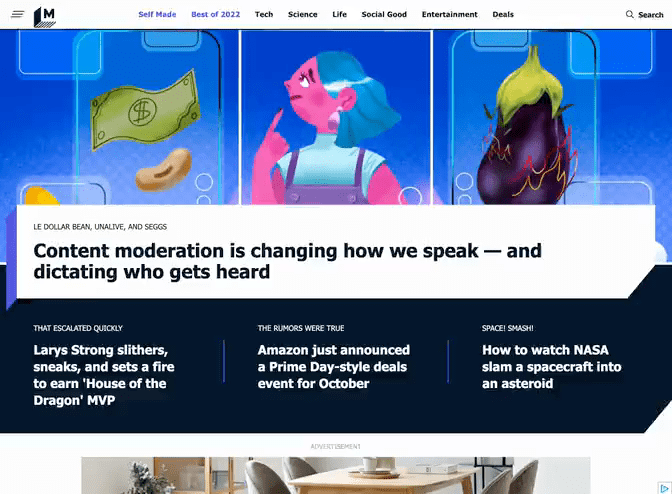 M
Self Made Best of 2022 Tech Science Life Social Good Entertainment Deals Search
$
LE DOLLAR BEAN, UNALIVE, AND SEGGS
Content moderation is changing how we speak — and
dictating who gets heard
THAT ESCALATED QUICKLY
Larys Strong slithers,
sneaks, and sets a fire
to earn 'House of the
Dragon' MVP
THE RUMORS WERE TRUE
Amazon just announced
a Prime Day-style deals
event for October
SPACE! SMASH!
How to watch NASA
slam a spacecraft into
an asteroid
ADVERTISEMENT